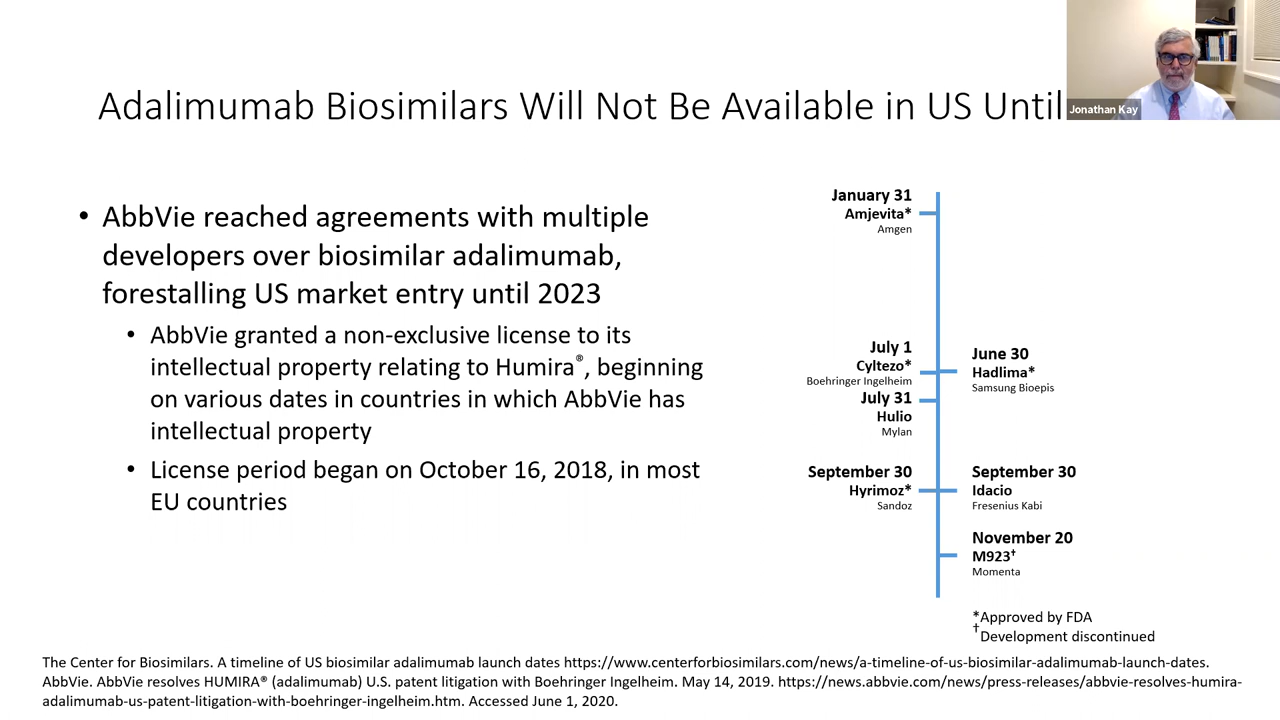 Adalimumab Biosimilars Will Not Be Available in US Until
Jonathan Kay
• AbbVie reached agreements with multiple
developers over biosimilar adalimumab,
forestalling US market entry until 2023
• AbbVie granted a non-exclusive license to its
intellectual property relating to Humira®, beginning
on various dates in countries in which AbbVie has
intellectual property
• License period began on October 16, 2018, in most
EU countries
January 31
Amjevita*
Amgen
July 1
Cyltezo*
Boehringer Ingelheim
June 30
Hadlima*
Samsung Bioepis
July 31
Hulio
Mylan
September 30
Hyrimoz*
Sandoz
September 30
Idacio
Fresenius Kabi
November 20
M923†
Momenta
*Approved by FDA
†Development discontinued
The Center for Biosimilars. A timeline of US biosimilar adalimumab launch dates https://www.centerforbiosimilars.com/news/a-timeline-of-us-biosimilar-adalimumab-launch-dates.
AbbVie. AbbVie resolves HUMIRA® (adalimumab) U.S. patent litigation with Boehringer Ingelheim. May 14, 2019. https://news.abbvie.com/news/press-releases/abbvie-resolves-humira-
adalimumab-us-patent-litigation-with-boehringer-ingelheim.htm. Accessed June 1, 2020.